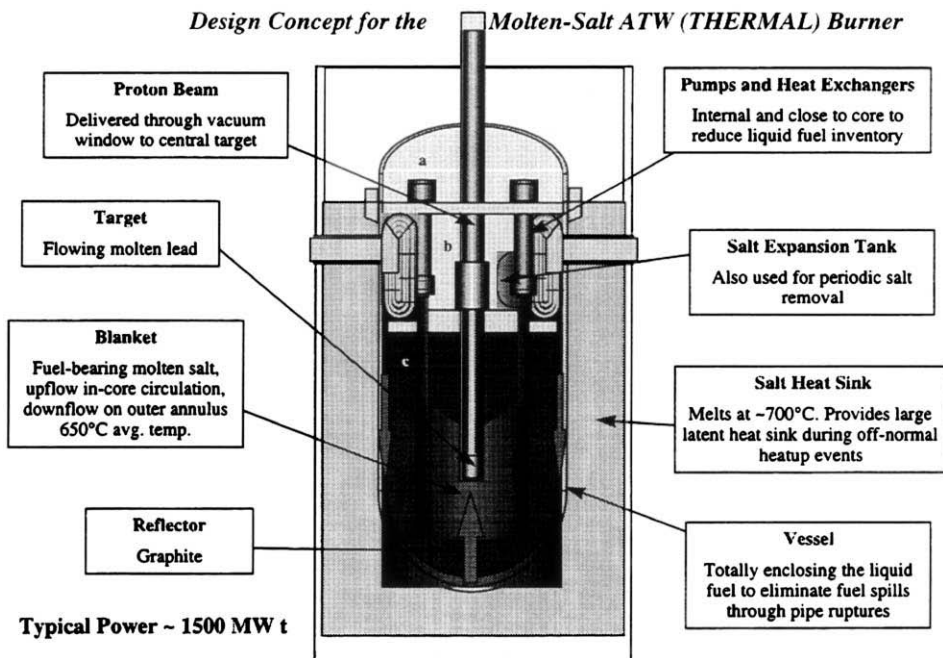 Design Concept for the Molten-Salt ATW (THERMAL) Burner
Proton Beam
Delivered through vacuum
window to central target
Target
Flowing molten lead
Blanket
Fuel-bearing molten salt,
upflow in-core circulation,
downflow on outer annulus
650°C avg. temp.
Reflector
Graphite
Typical Power ~ 1500 MW t
a
b
c
Pumps and Heat Exchangers
Internal and close to core to
reduce liquid fuel inventory
Salt Expansion Tank
Also used for periodic salt
removal
Salt Heat Sink
Melts at ~700°C. Provides large
latent heat sink during off-normal
heatup events
Vessel
Totally enclosing the liquid
fuel to eliminate fuel spills
through pipe ruptures